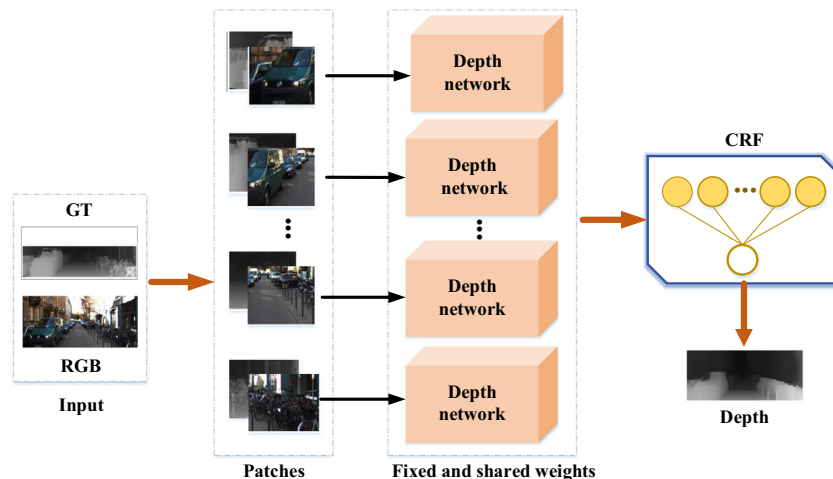 GT
RGB
Input
Patches
Depth
network
Depth
network
Depth
network
Depth
network
Fixed and shared weights
CRF
Depth